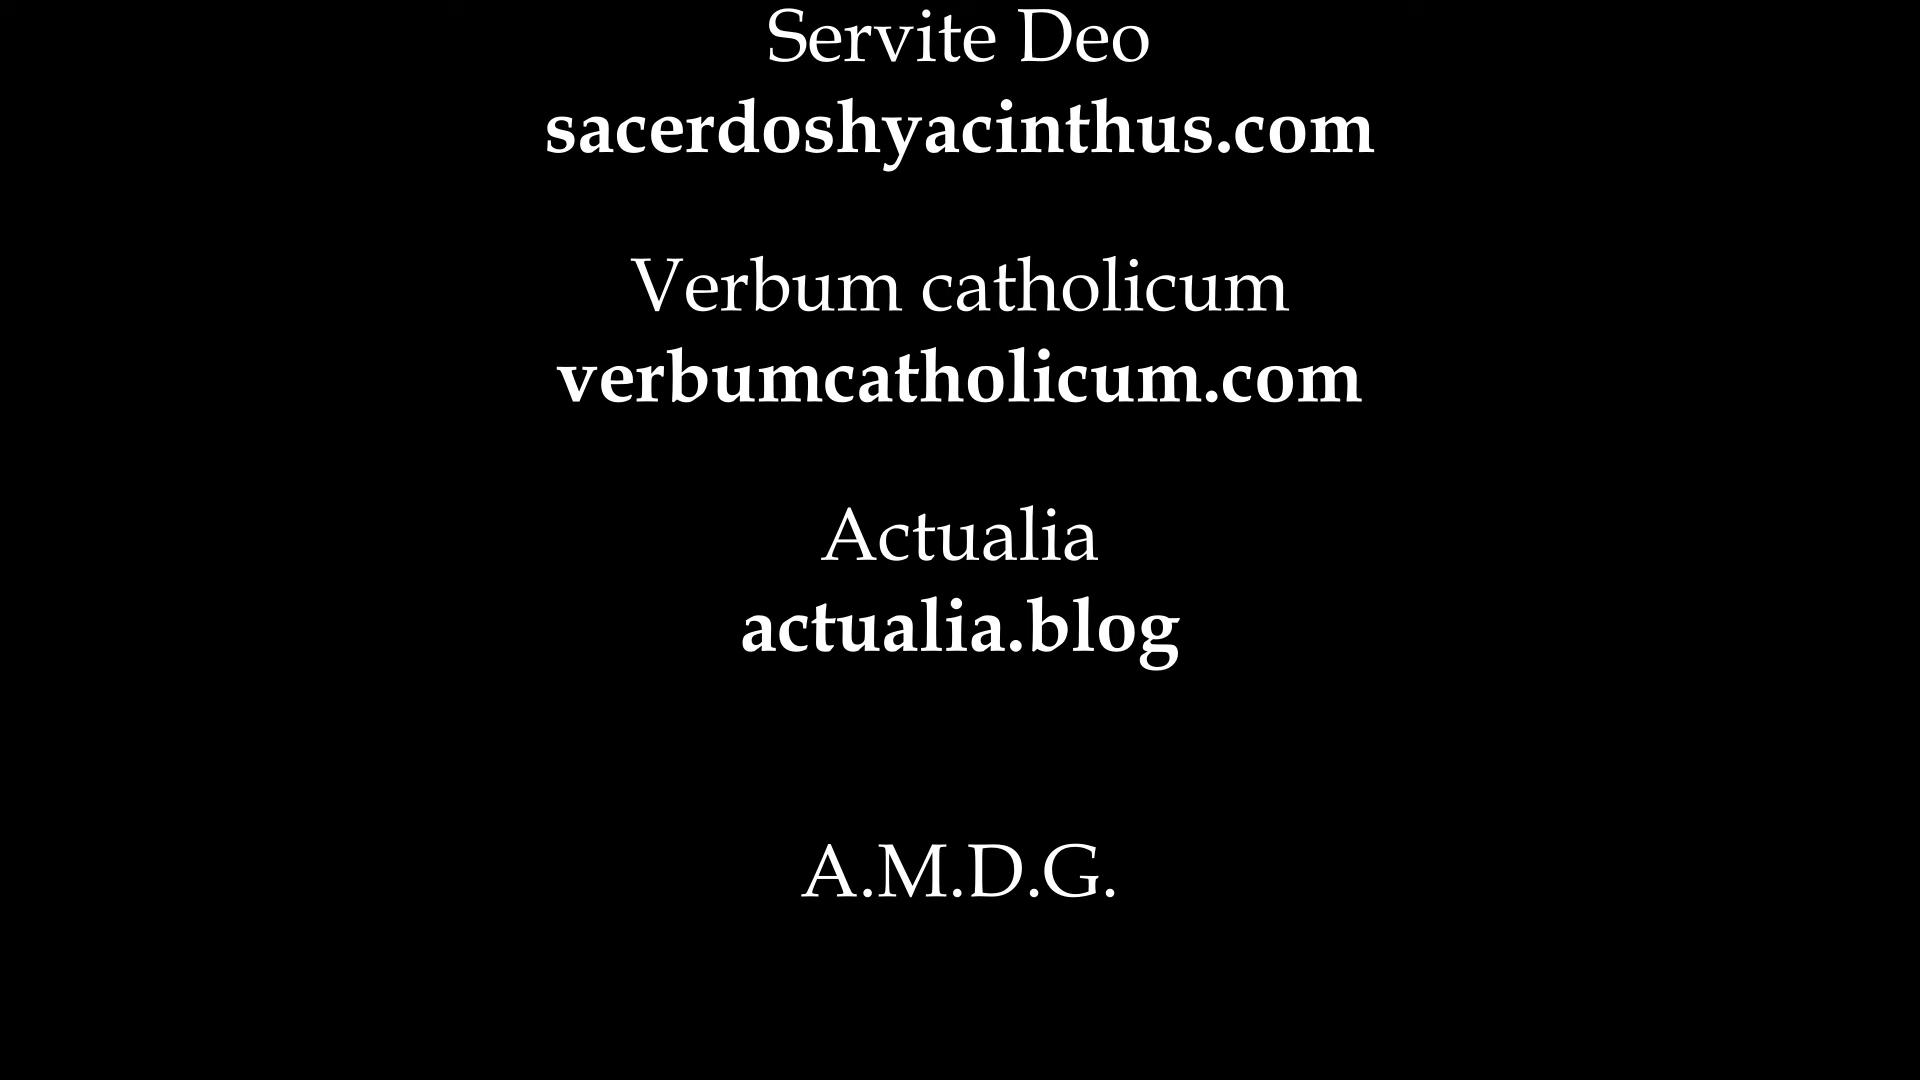 Servite Deo
sacerdoshyacinthus.com
Verbum catholicum
verbumcatholicum.com
Actualia
actualia.blog
A.M.D.G.